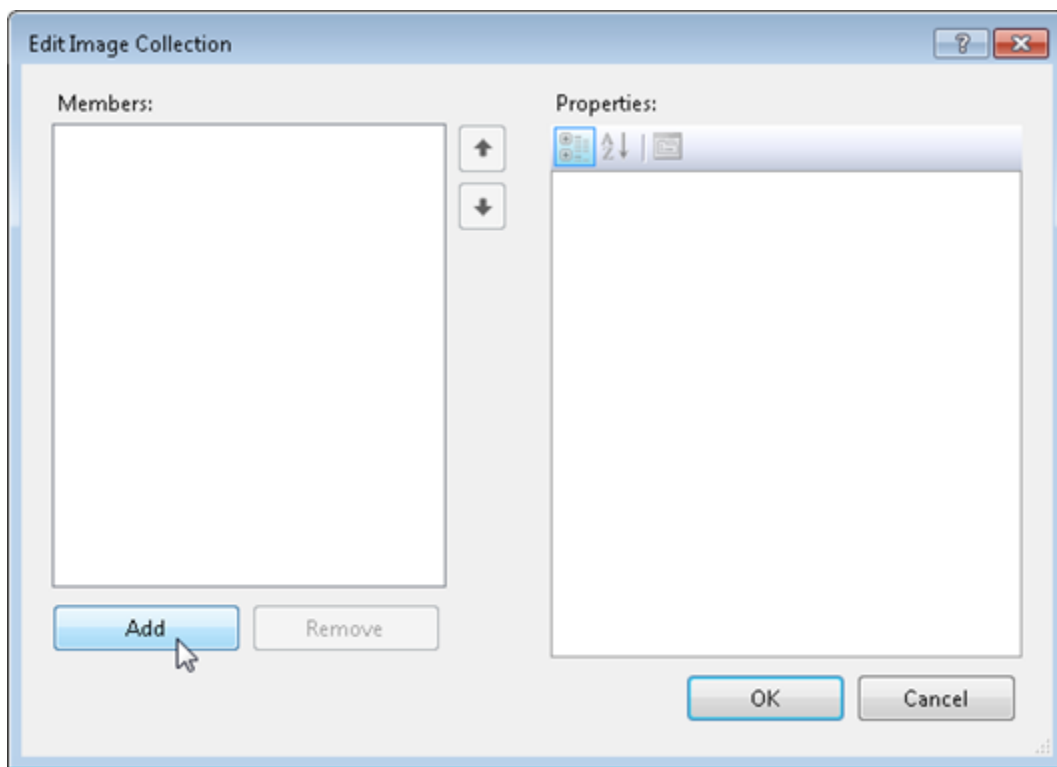 Edit Image Collection
?
Members:
Properties:
A
Z
Add
Remove
OK
Cancel